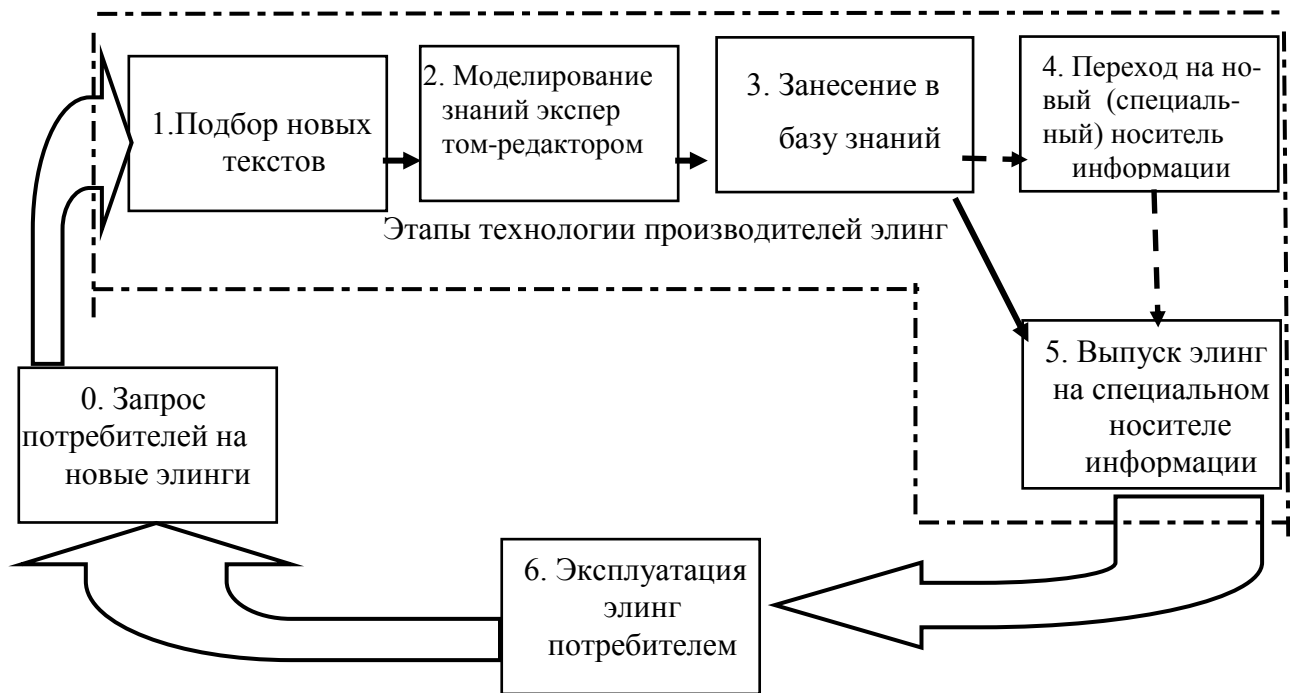 1.Подбор новых
текстов
2. Моделирование
знаний экспер
том-редактором
3. Занесение в
базу знаний
4. Переход на но-
вый (специаль-
ный) носитель
информации
Этапы технологии производителей элинг
5. Выпуск элинг
на специальном
носителе
информации
0. Запрос
потребителей на
новые элинги
6. Эксплуатация
элинг
потребителем